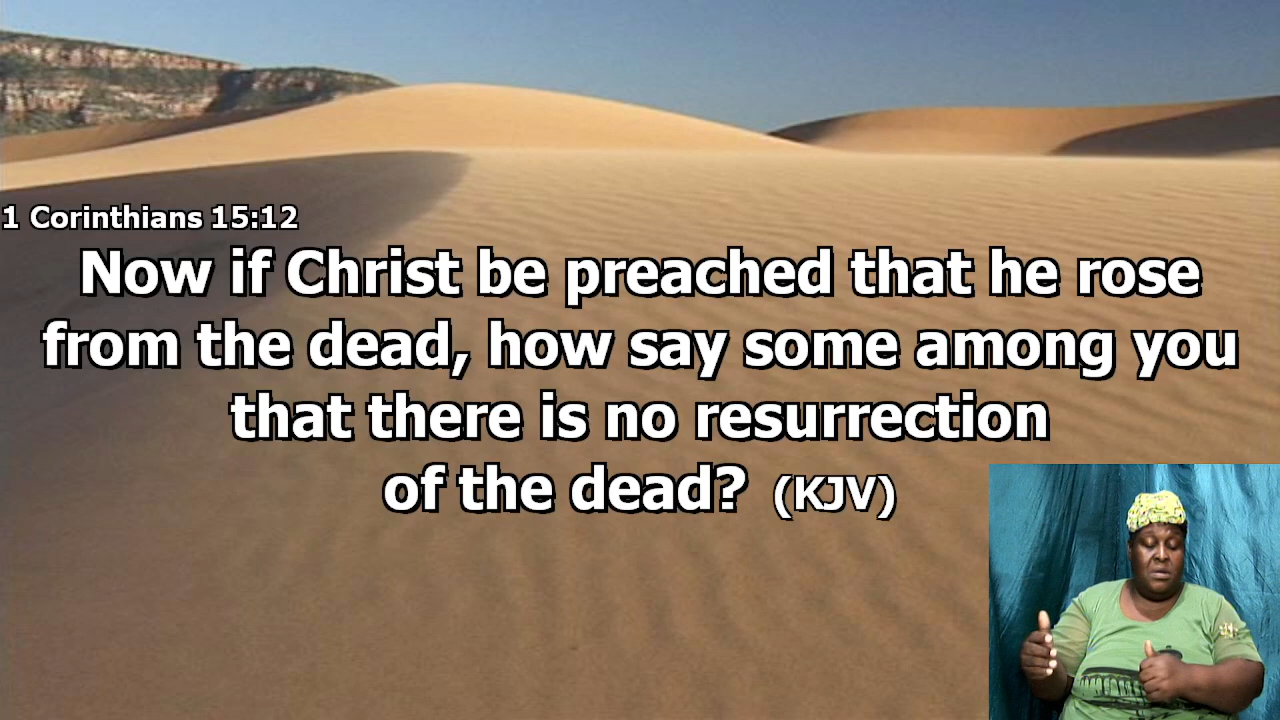 1 Corinthians 15:12
Now if Christ be preached that he rose
from the dead, how say some among you
that there is no resurrection
of the dead? (KJV)